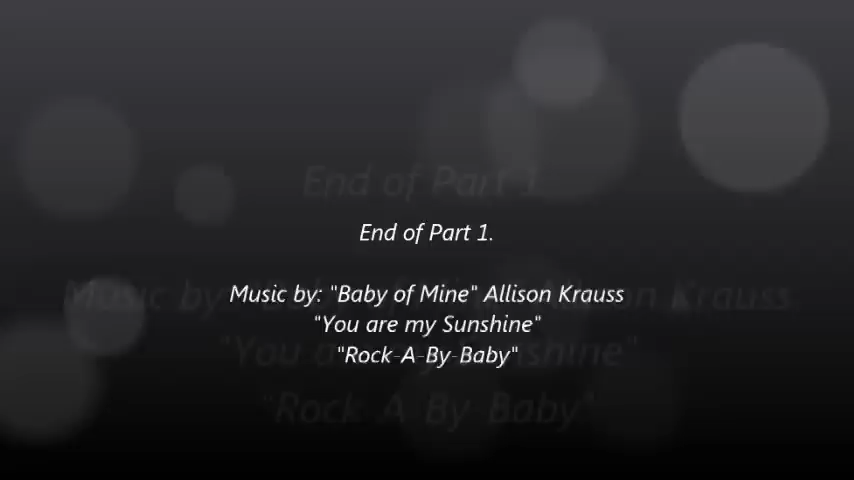 End of Part 1.
Music by: "Baby of Mine" Allison Krauss
"You are my Sunshine"
"Rock-A-By-Baby"